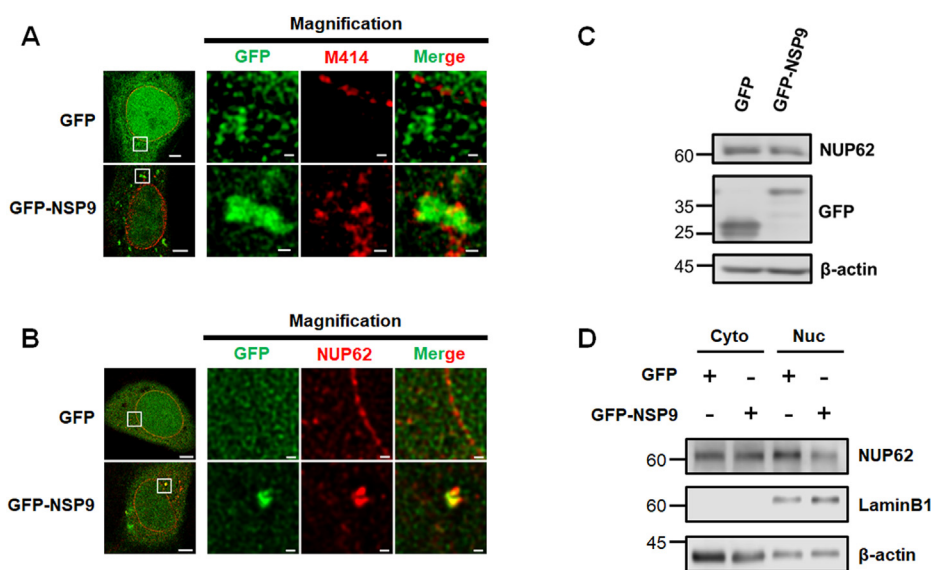 A
Magnification
GFP M414 Merge
GFP
GFP-NSP9
B
Magnification
GFP NUP62 Merge
GFP
GFP-NSP9
C
GFP GFP-NSP9
60 NUP62
35
25
GFP
45 β-actin
D
Cyto Nuc
GFP + - + -
GFP-NSP9 - + - +
60 NUP62
60 LaminB1
45 β-actin